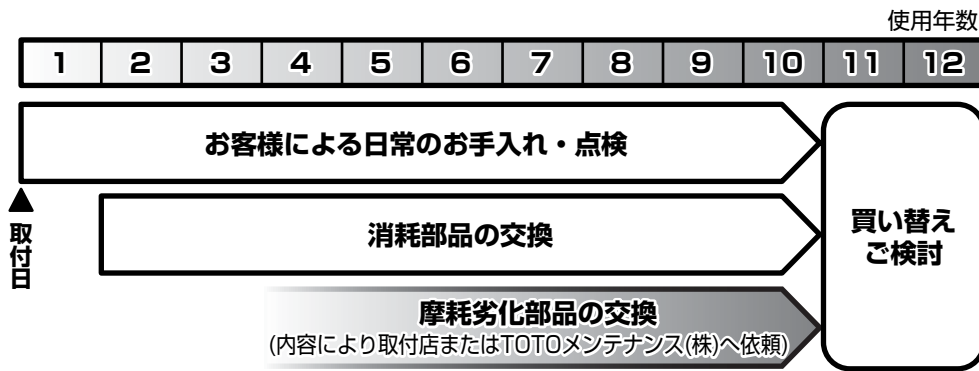 使用年数
1 2 3 4 5 6 7 8 9 10 11 12
お客様による日常のお手入れ・点検
取付日
消耗部品の交換
買い替え
ご検討
摩耗劣化部品の交換
(内容により取付店またはTOTOメンテナンス(株)へ依頼)